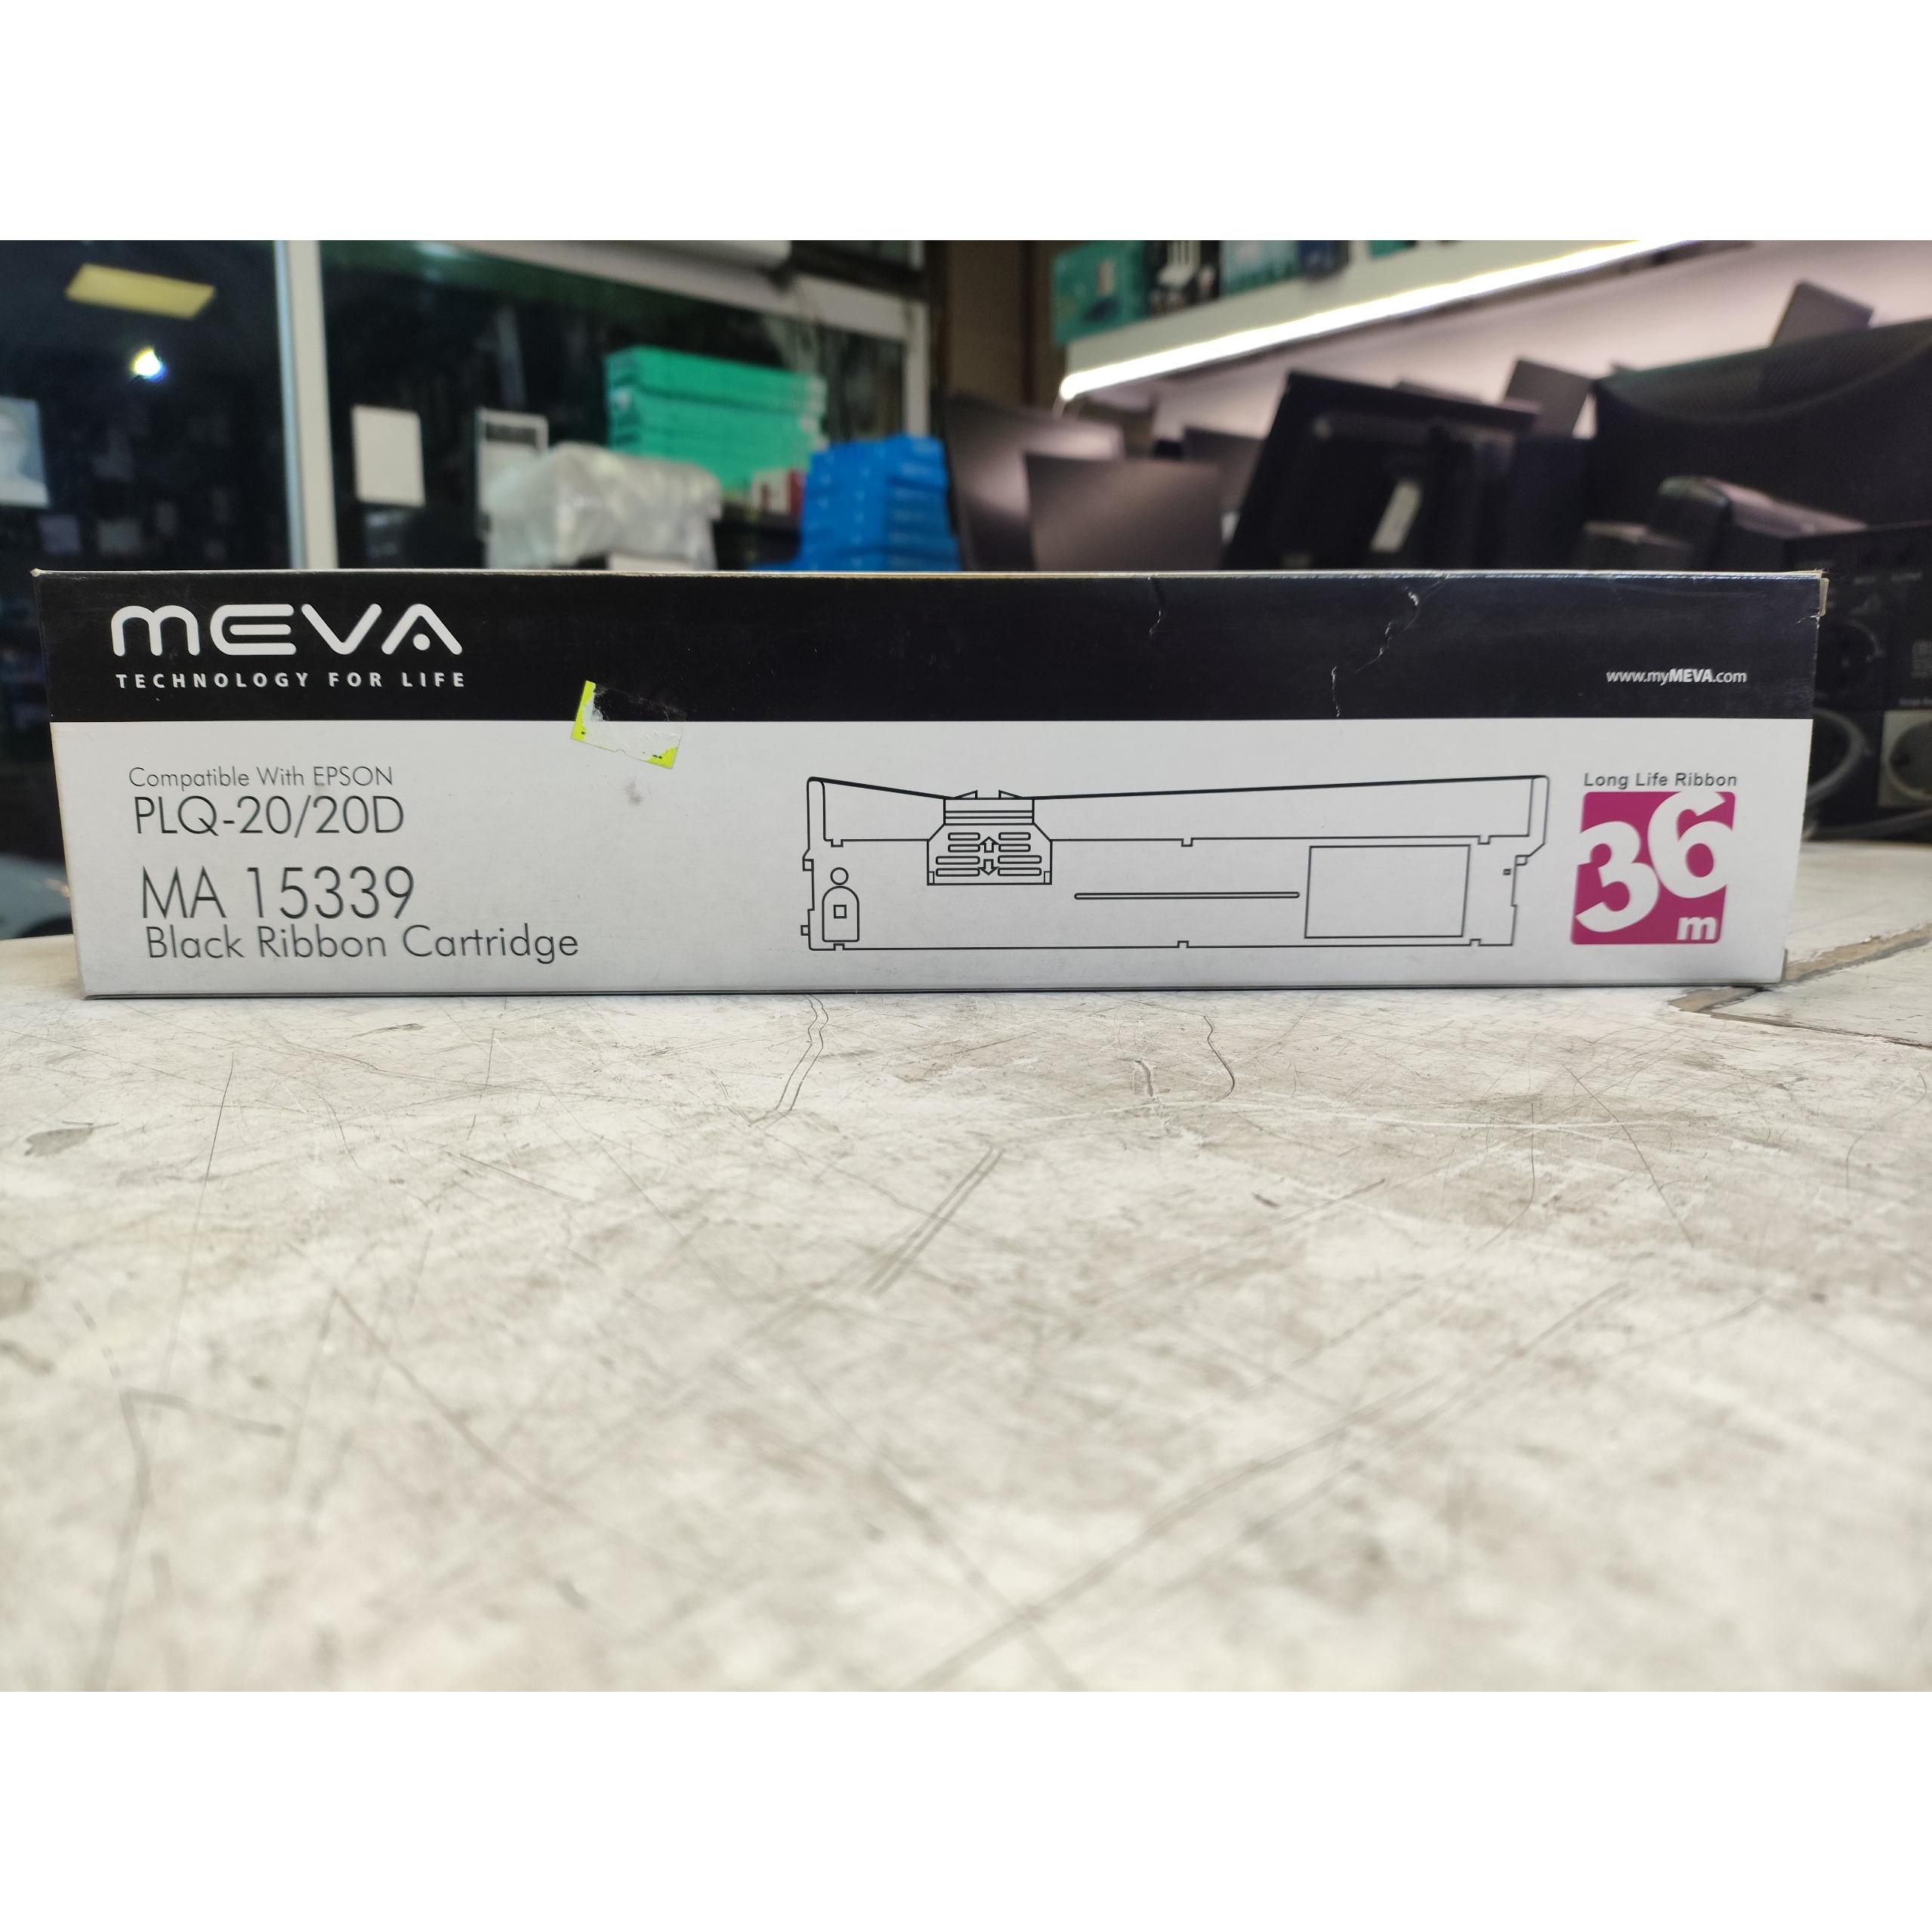 MEVA
TECHNOLOGY FOR LIFE
www.myMEVA.com
Compatible With EPSON
PLQ-20/20D
MA 15339
Black Ribbon Cartridge
Long Life Ribbon
36
m